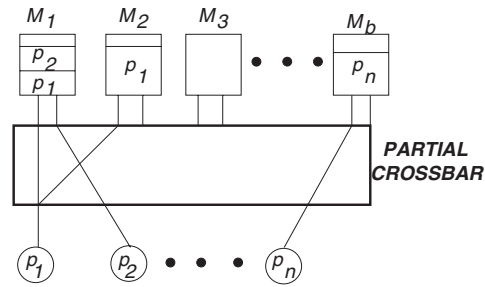 M1 M2 M3 Mb
p2
p1 pn
p1
PARTIAL
CROSSBAR
p1 p2 pn